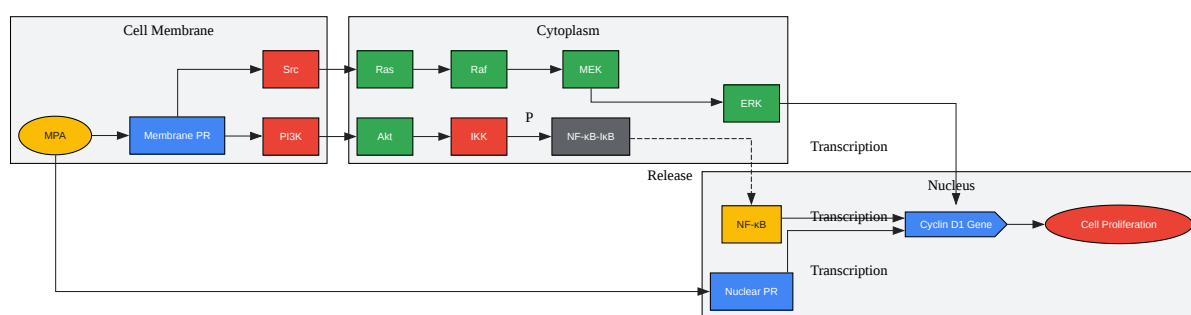 Cell Membrane
Cytoplasm
Src
Ras
Raf
MEK
ERK
P
MPA
Membrane PR
PI3K
Akt
IKK
NF-κB-IκB
Transcription
Release
Nucleus
NF-κB
Transcription
Cyclin D1 Gene
Cell Proliferation
Transcription
Nuclear PR